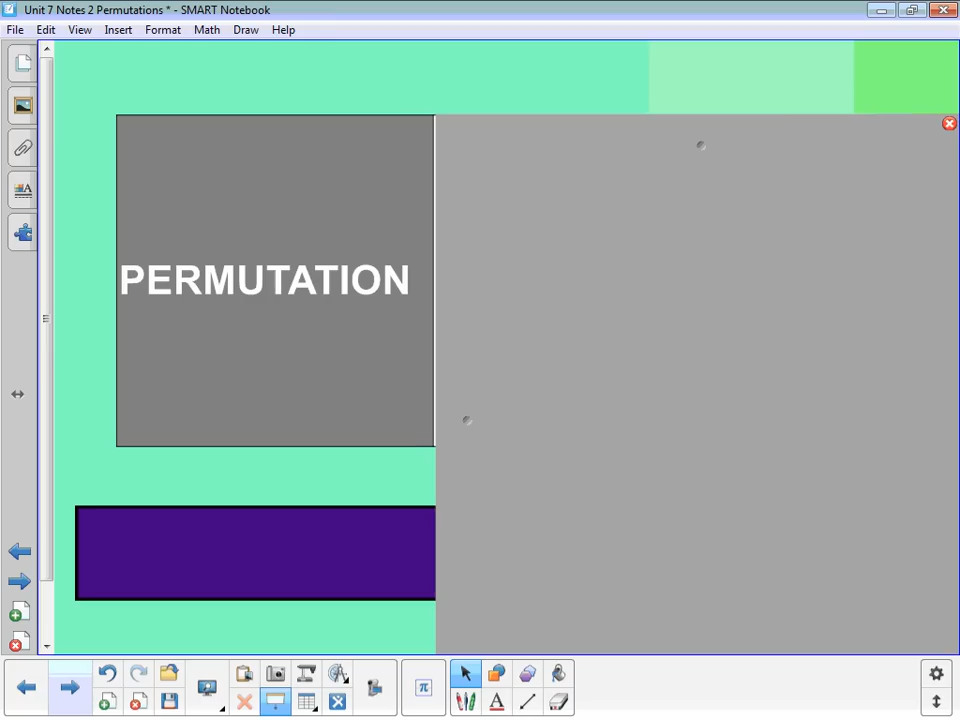 Unit 7 Notes 2 Permutations * - SMART Notebook
File Edit View Insert Format Math Draw Help
PERMUTATION